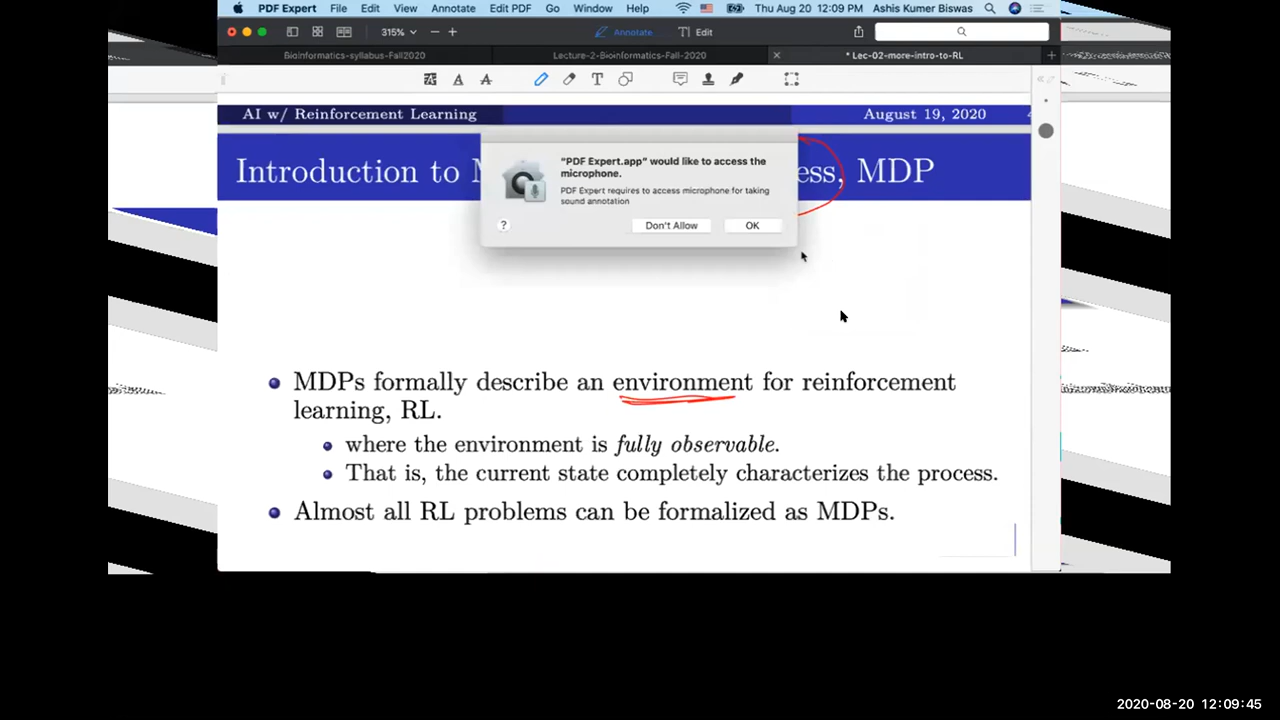 PDF Expert File Edit View Annotate Edit PDF Go Window Help Thu Aug 20 12:09 PM Ashis Kumer Biswas
315% Annotate Edit
Bioinformatics-syllabus-Fall2020 Lecture-2-Bionformatics-Fall-2020 * Lec-02-more-intro-to-RL
AI w/ Reinforcement Learning August 19, 2020
Introduction to ess, MDP
"PDF Expert.app" would like to access the
microphone.
PDF Expert requires to access microphone for taking
sound annotation
? Don't Allow OK
MDPs formally describe an environment for reinforcement
learning, RL.
where the environment is fully observable.
That is, the current state completely characterizes the process.
Almost all RL problems can be formalized as MDPs.
2020-08-20 12:09:45